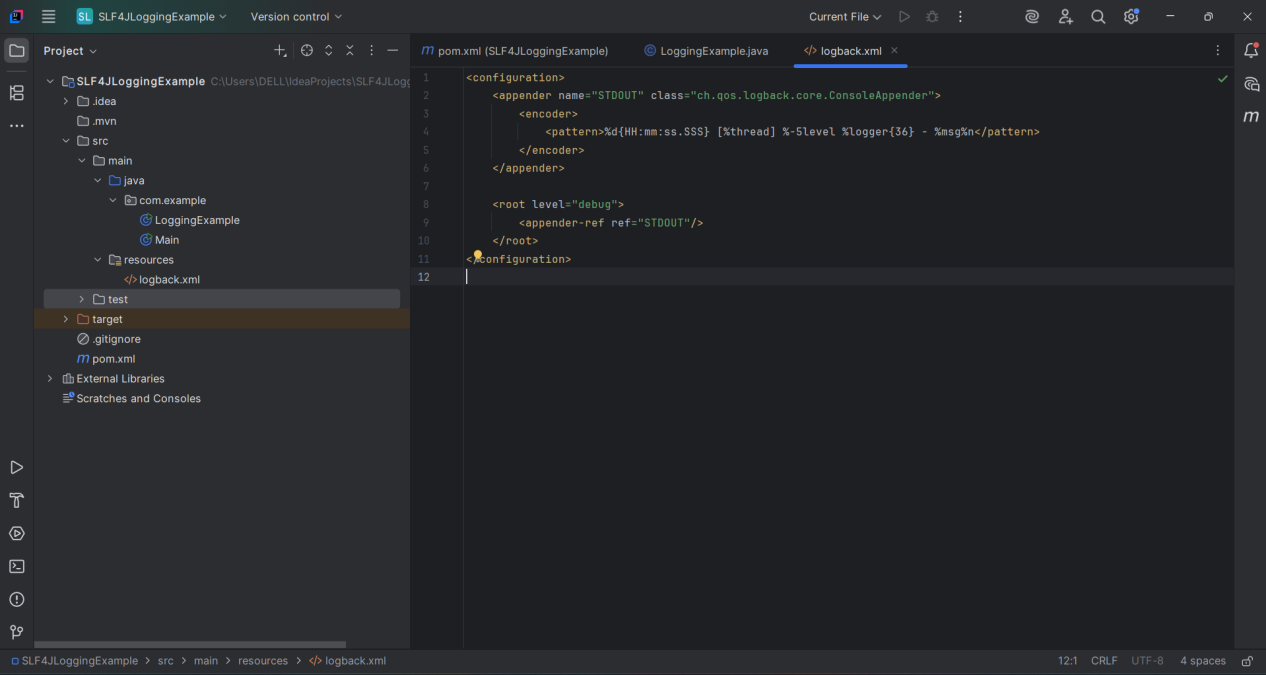 SL SLF4JLoggingExample Version control Current File
Project
SLF4JLoggingExample C:\Users\DELL\IdeaProjects\SLF4JLogg
.idea
.mvn
src
main
java
com.example
LoggingExample
Main
resources
</> logback.xml
test
target
.gitignore
m pom.xml
External Libraries
Scratches and Consoles
m pom.xml (SLF4JLoggingExample) © LoggingExample.java </> logback.xml
1 <configuration>
2 <appender name="STDOUT" class="ch.qos.logback.core.ConsoleAppender">
3 <encoder>
4 <pattern>%d{HH:mm:ss.SSS} [%thread] %-5level %logger{36} - %msg%n</pattern>
5 </encoder>
6 </appender>
7
8 <root level="debug">
9 <appender-ref ref="STDOUT"/>
10 </root>
11 </configuration>
12
m
SLF4JLoggingExample > src > main > resources > </> logback.xml 12:1 CRLF UTF-8 4 spaces